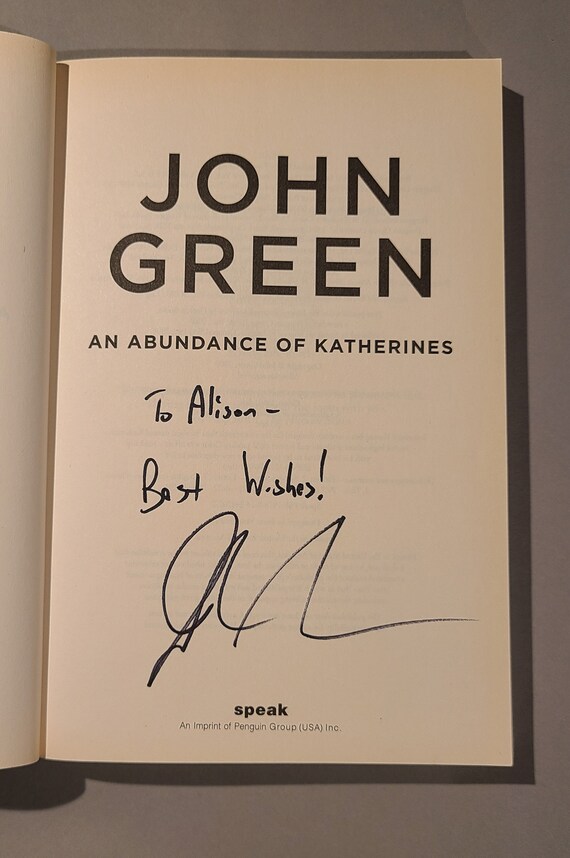 JOHN
GREEN
AN ABUNDANCE OF KATHERINES
To Alison –
Best Wishes!
speak
An Imprint of Penguin Group (USA) Inc.